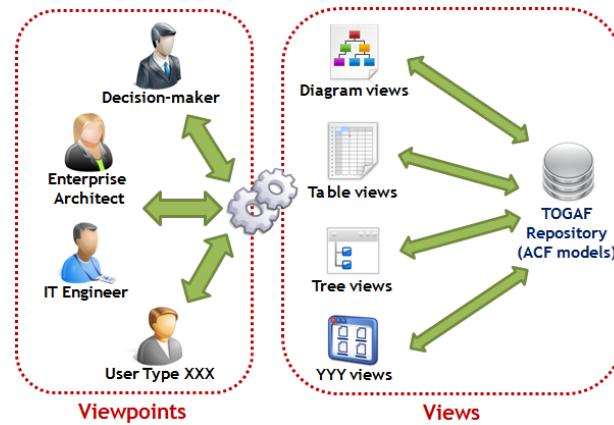 Decision-maker
Enterprise
Architect
IT Engineer
User Type XXX
Viewpoints
Diagram views
Table views
Tree views
YYY views
TOGAF
Repository
(ACF models)
Views